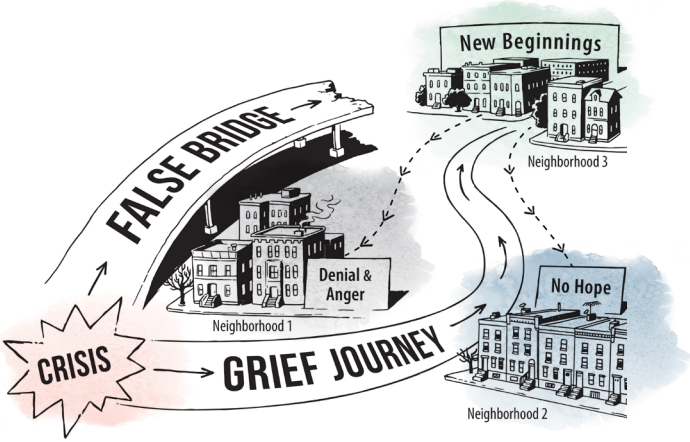 New Beginnings
Neighborhood 3
FALSE BRIDGE
Denial &
Anger
Neighborhood 1
No Hope
Neighborhood 2
CRISIS
GRIEF JOURNEY